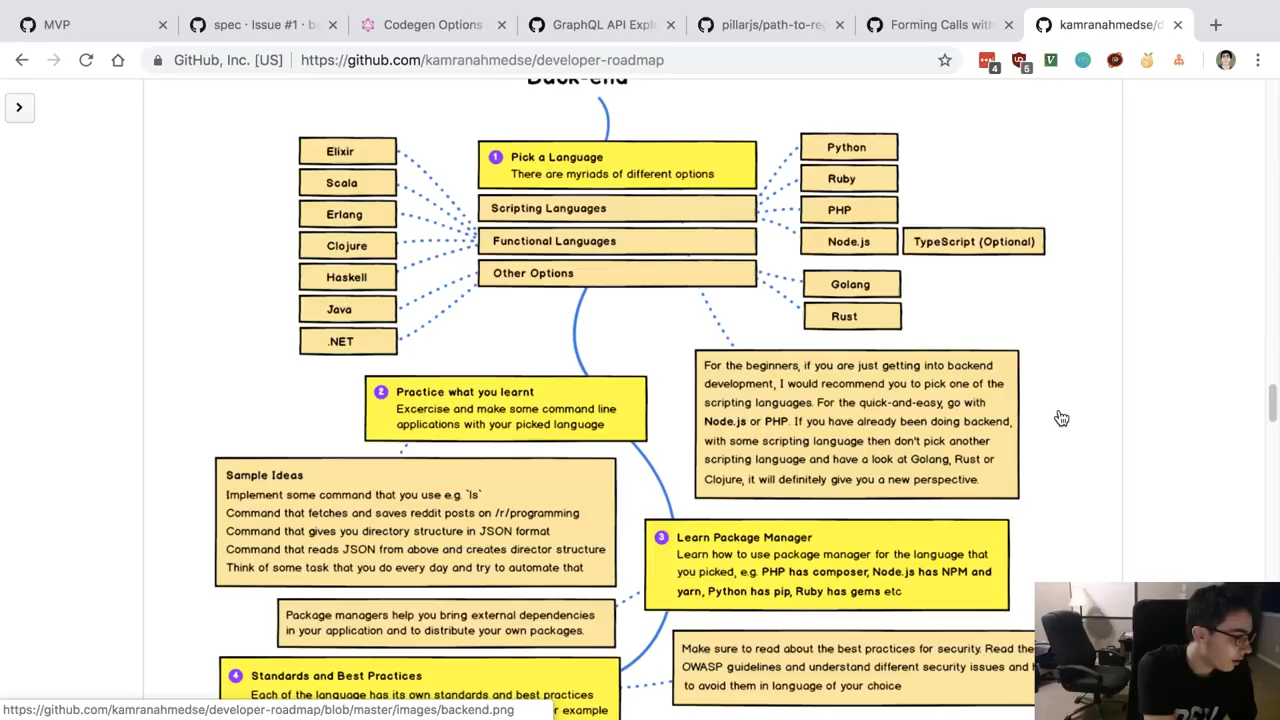 MVP
spec · Issue #1 · b
Codegen Options
GraphQL API Expl
pillarjs/path-to-re
Forming Calls with
kamranahmedse/d
GitHub, Inc. [US]
https://github.com/kamranahmedse/developer-roadmap
4
5
Back-end
Elixir
Scala
Erlang
Clojure
Haskell
Java
.NET
1 Pick a Language
There are myriads of different options
Scripting Languages
Functional Languages
Other Options
Python
Ruby
PHP
Node.js
TypeScript (Optional)
Golang
Rust
For the beginners, if you are just getting into backend
development, I would recommend you to pick one of the
scripting languages. For the quick-and-easy, go with
Node.js or PHP. If you have already been doing backend,
with some scripting language then don't pick another
scripting language and have a look at Golang, Rust or
Clojure, it will definitely give you a new perspective.
2 Practice what you learnt
Excercise and make some command line
applications with your picked language
Sample Ideas
Implement some command that you use e.g. `ls`
Command that fetches and saves reddit posts on /r/programming
Command that gives you directory structure in JSON format
Command that reads JSON from above and creates director structure
Think of some task that you do every day and try to automate that
3 Learn Package Manager
Learn how to use package manager for the language that
you picked, e.g. PHP has composer, Node.js has NPM and
yarn, Python has pip, Ruby has gems etc
Package managers help you bring external dependencies
in your application and to distribute your own packages.
4 Standards and Best Practices
Each of the language has its own standards and best practices
example
Make sure to read about the best practices for security. Read the
OWASP guidelines and understand different security issues and h
to avoid them in language of your choice
https://github.com/kamranahmedse/developer-roadmap/blob/master/images/backend.png